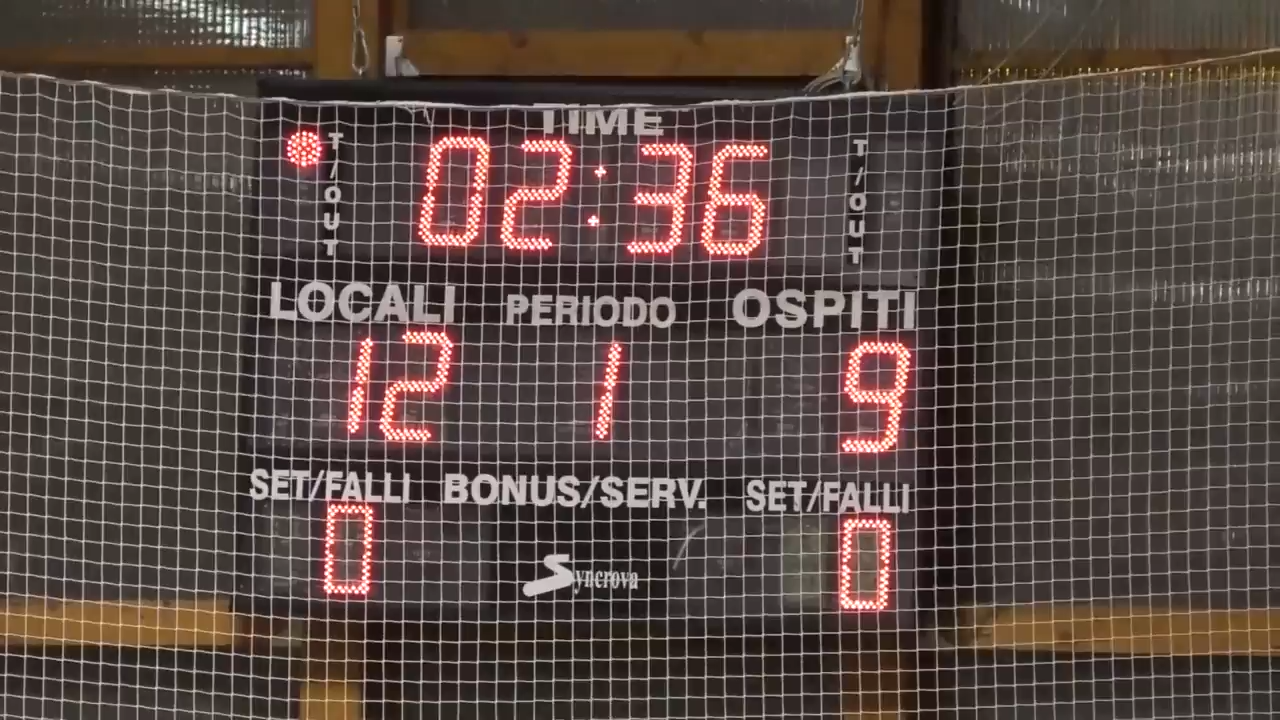 TIME
T/OUT 02:36 T/OUT
LOCALI PERIODO OSPITI
12 1 9
SET/FALLI BONUS/SERV. SET/FALLI
0 0
Syncrova